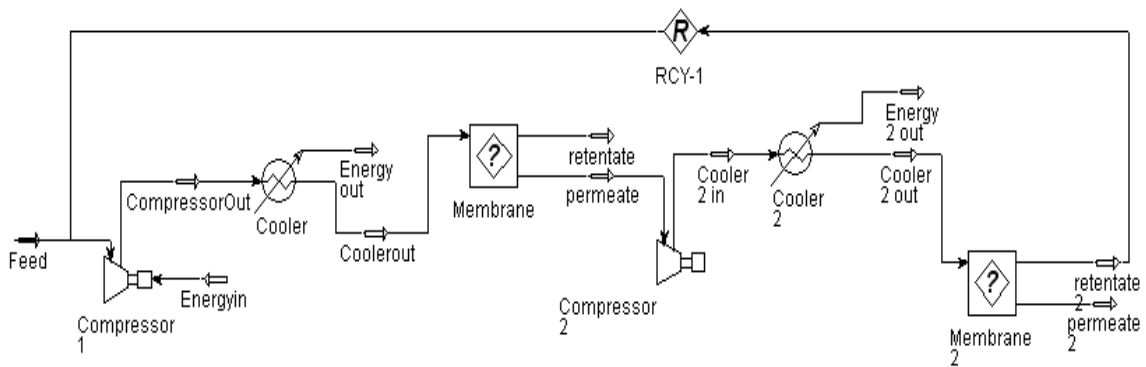 R
RCY-1
Feed
Compressor
1
Energyin
CompressorOut
Cooler
Energy
out
Coolerout
?
Membrane
retentate
permeate
Compressor
2
Cooler
2 in
Cooler
2
Energy
2 out
Cooler
2 out
?
Membrane
2
retentate
2
permeate
2